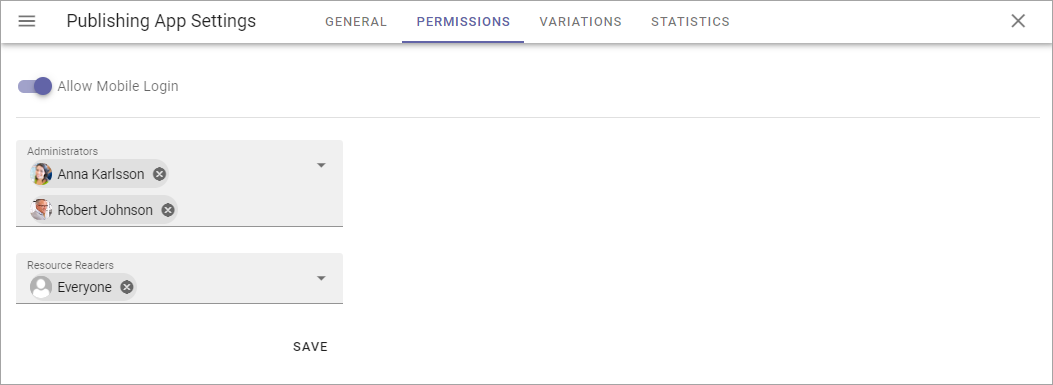 Publishing App Settings GENERAL PERMISSIONS VARIATIONS STATISTICS
Allow Mobile Login
Administrators
Anna Karlsson
Robert Johnson
Resource Readers
Everyone
SAVE